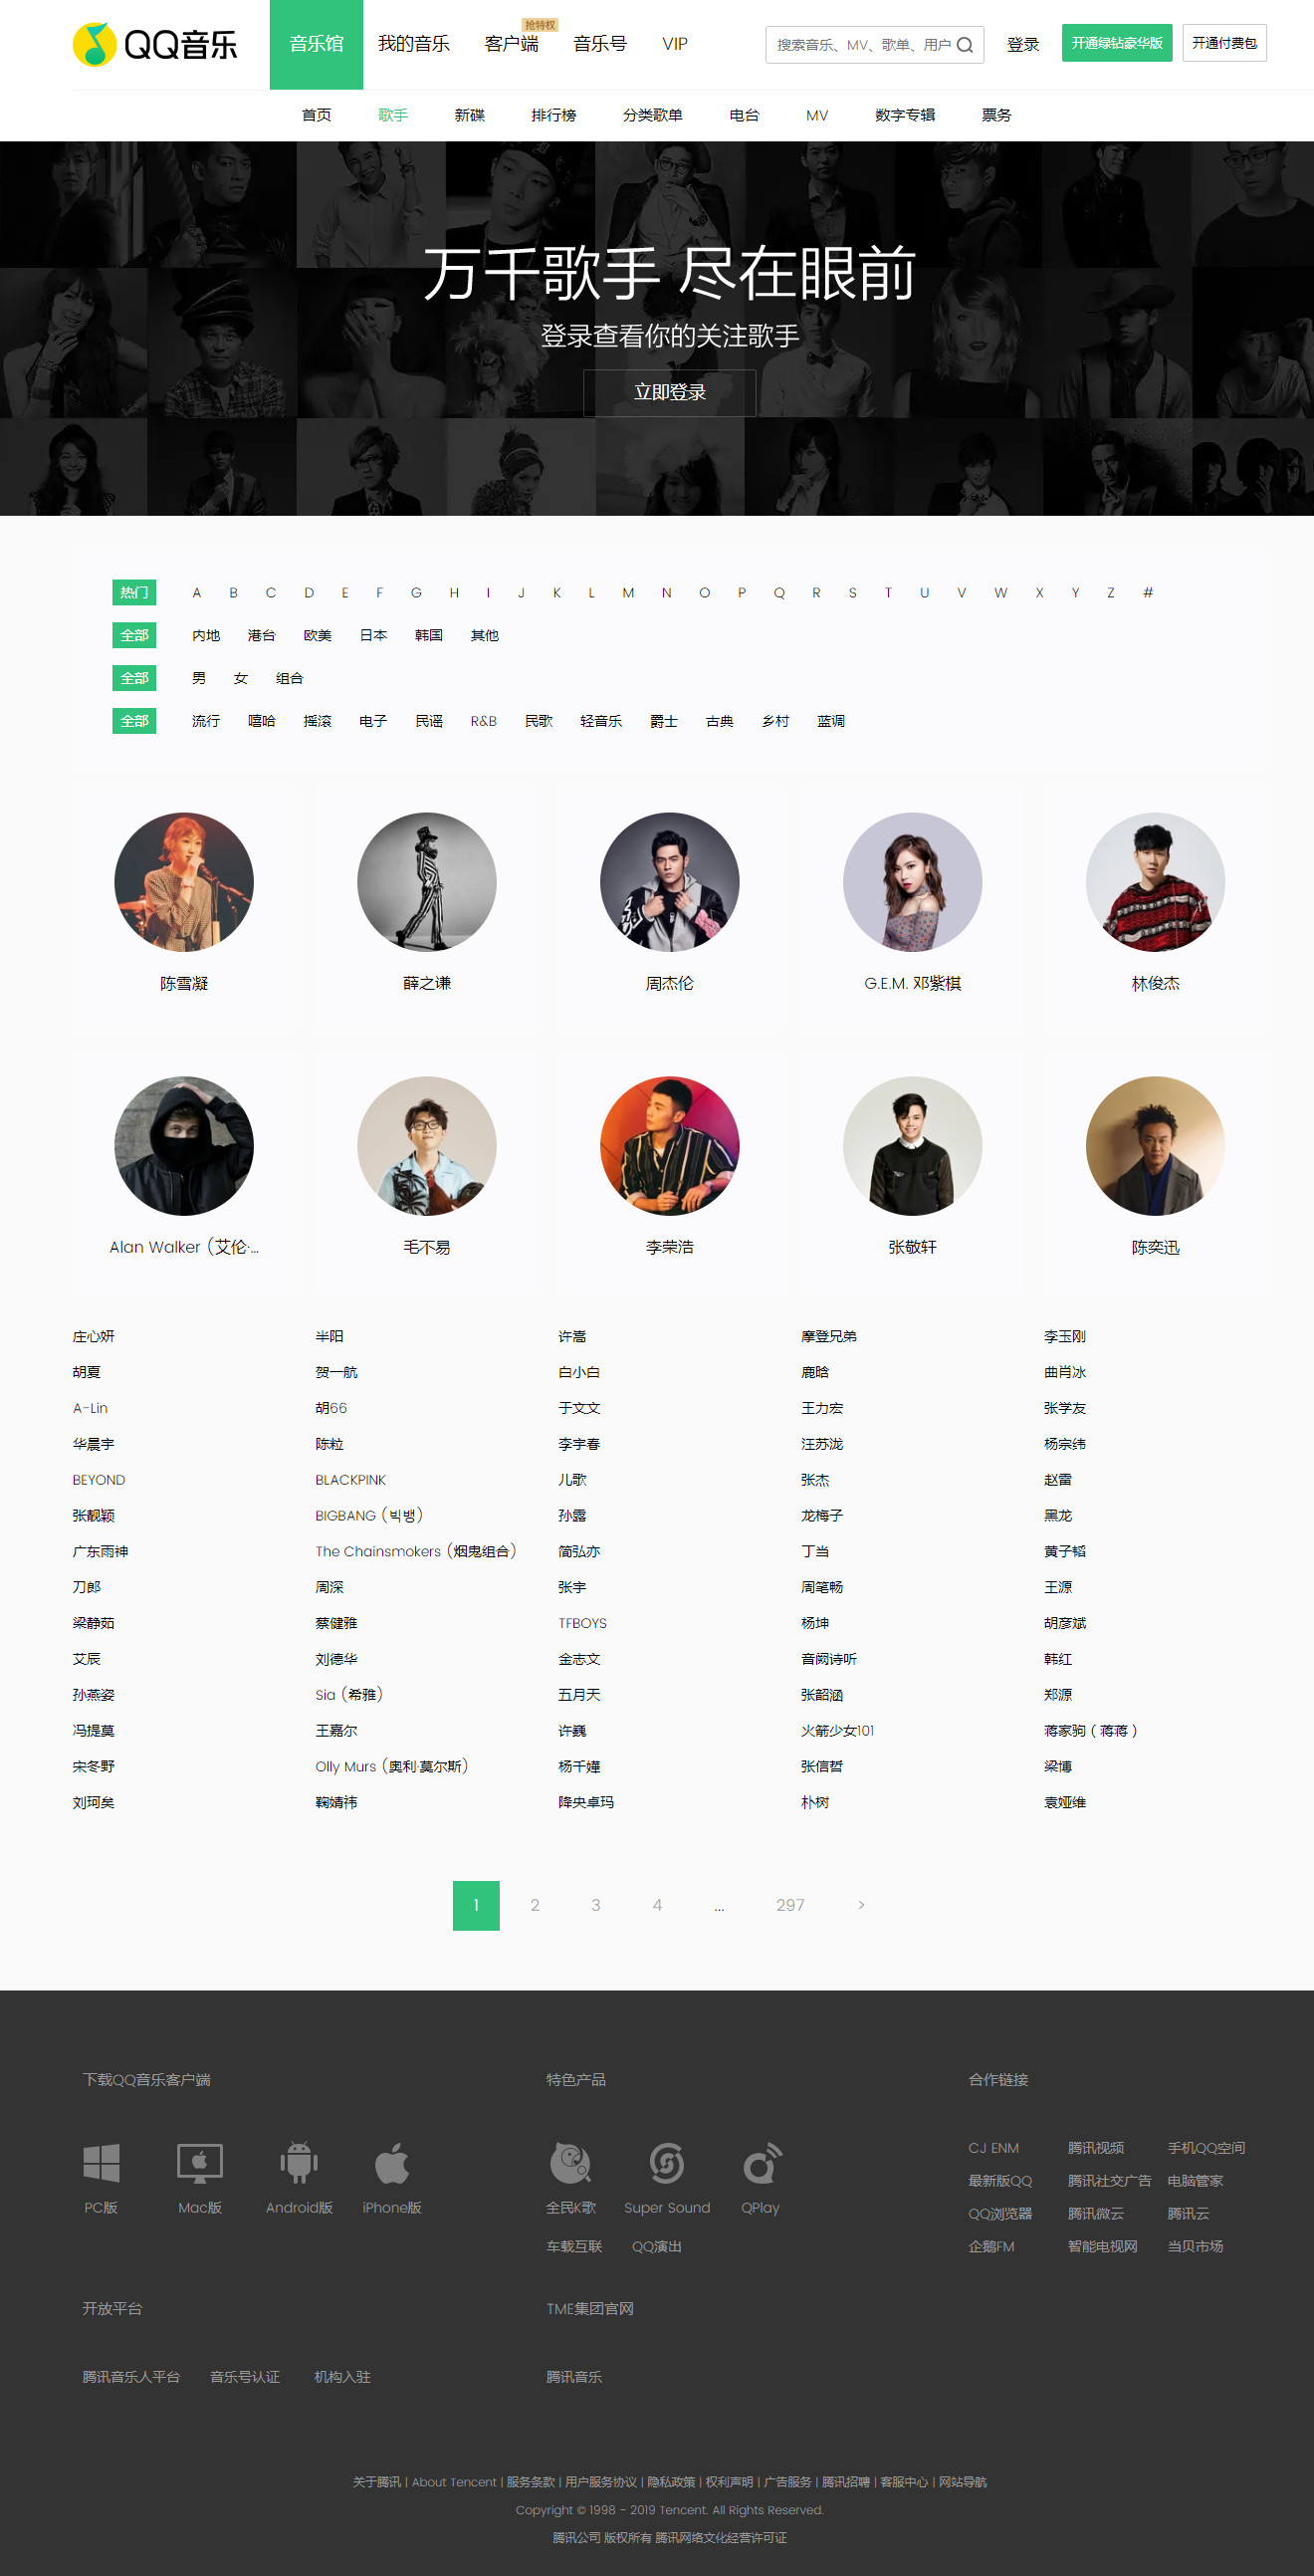 QQ音乐
音乐馆 我的音乐 客户端 抢特权 音乐号 VIP
搜索音乐、MV、歌单、用户 登录 开通绿钻豪华版 开通付费包
首页 歌手 新碟 排行榜 分类歌单 电台 MV 数字专辑 票务
万千歌手 尽在眼前
登录查看你的关注歌手
立即登录
热门 A B C D E F G H I J K L M N O P Q R S T U V W X Y Z #
全部 内地 港台 欧美 日本 韩国 其他
全部 男 女 组合
全部 流行 嘻哈 摇滚 电子 民谣 R&B 民歌 轻音乐 爵士 古典 乡村 蓝调
陈雪凝 薛之谦 周杰伦 G.E.M. 邓紫棋 林俊杰
Alan Walker (艾伦·... 毛不易 李荣浩 张敬轩 陈奕迅
庄心妍 半阳 许嵩 摩登兄弟 李玉刚
胡夏 贺一航 白小白 鹿晗 曲肖冰
A-Lin 胡66 于文文 王力宏 张学友
华晨宇 陈粒 李宇春 汪苏泷 杨宗纬
BEYOND BLACKPINK 儿歌 张杰 赵雷
张靓颖 BIGBANG (빅뱅) 孙露 龙梅子 黑龙
广东雨神 The Chainsmokers (烟鬼组合) 简弘亦 丁当 黄子韬
刀郎 周深 张宇 周笔畅 王源
梁静茹 蔡健雅 TFBOYS 杨坤 胡彦斌
艾辰 刘德华 金志文 音阙诗听 韩红
孙燕姿 Sia (希雅) 五月天 张韶涵 郑源
冯提莫 王嘉尔 许巍 火箭少女101 蒋家驹（蒋蒋）
宋冬野 Olly Murs (奥利·莫尔斯) 杨千嬅 张信哲 梁博
刘珂矣 鞠婧祎 降央卓玛 朴树 袁娅维
1 2 3 4 ... 297 >
下载QQ音乐客户端 特色产品 合作链接
PC版 Mac版 Android版 iPhone版
全民K歌 Super Sound QPlay
车载互联 QQ演出
CJ ENM 腾讯视频 手机QQ空间
最新版QQ 腾讯社交广告 电脑管家
QQ浏览器 腾讯微云 腾讯云
企鹅FM 智能电视网 当贝市场
开放平台 TME集团官网
腾讯音乐人平台 音乐号认证 机构入驻 腾讯音乐
关于腾讯 | About Tencent | 服务条款 | 用户服务协议 | 隐私政策 | 权利声明 | 广告服务 | 腾讯招聘 | 客服中心 | 网站导航
Copyright © 1998 - 2019 Tencent. All Rights Reserved.
腾讯公司 版权所有 腾讯网络文化经营许可证